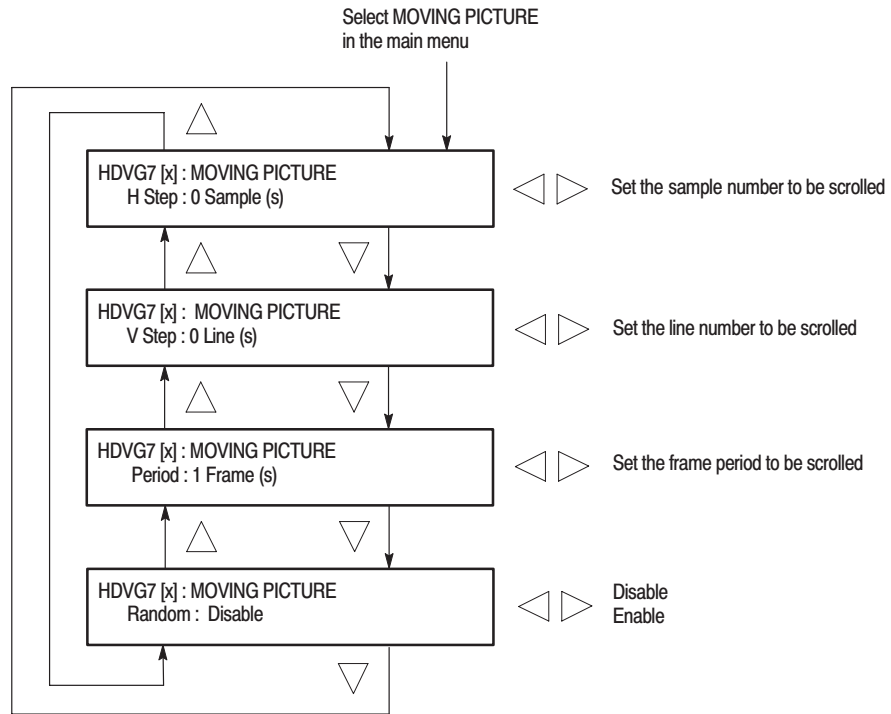 Select MOVING PICTURE
in the main menu
HDVG7 [x] : MOVING PICTURE
H Step : 0 Sample (s)
Set the sample number to be scrolled
HDVG7 [x] :  MOVING PICTURE
V Step : 0 Line (s)
Set the line number to be scrolled
HDVG7 [x] : MOVING PICTURE
Period : 1 Frame (s)
Set the frame period to be scrolled
HDVG7 [x] : MOVING PICTURE
Random :  Disable
Disable
Enable